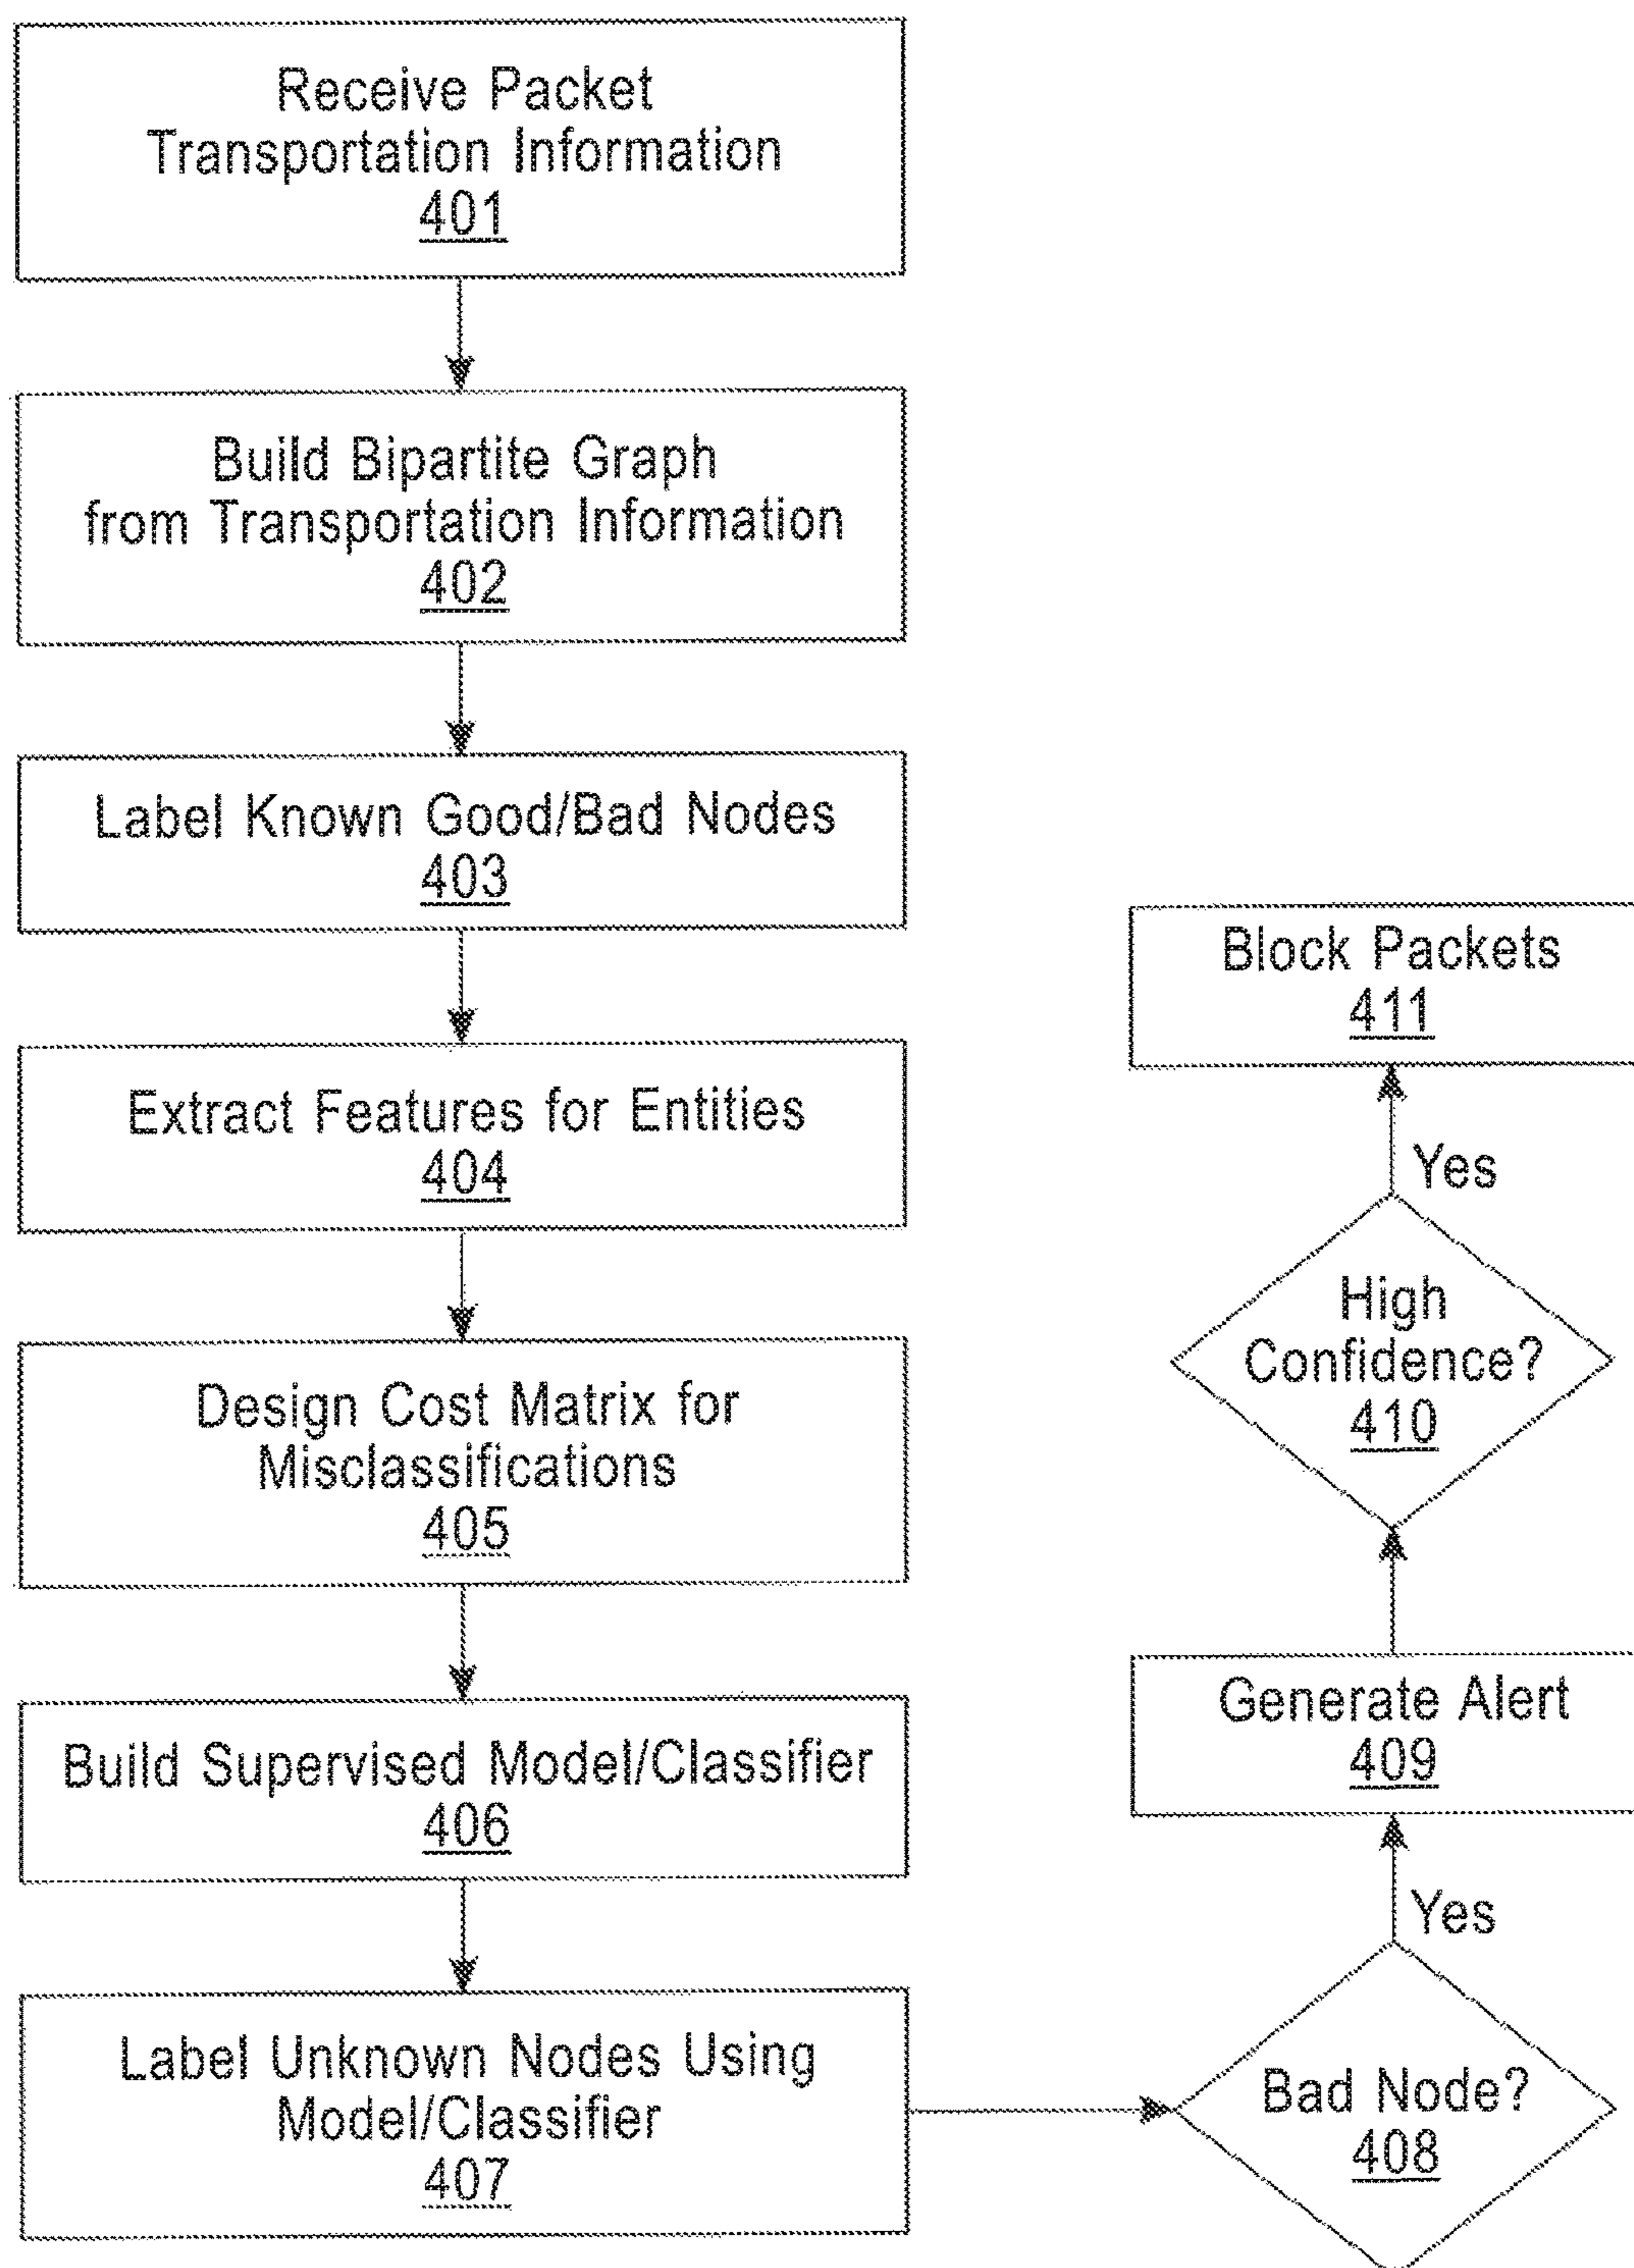 Receive Packet
Transportation Information
401
Build Bipartite Graph
from Transportation Information
402
Label Known Good/Bad Nodes
403
Extract Features for Entities
404
Design Cost Matrix for
Misclassifications
405
Build Supervised Model/Classifier
406
Label Unknown Nodes Using
Model/Classifier
407
Bad Node?
408
Yes
Generate Alert
409
High
Confidence?
410
Yes
Block Packets
411